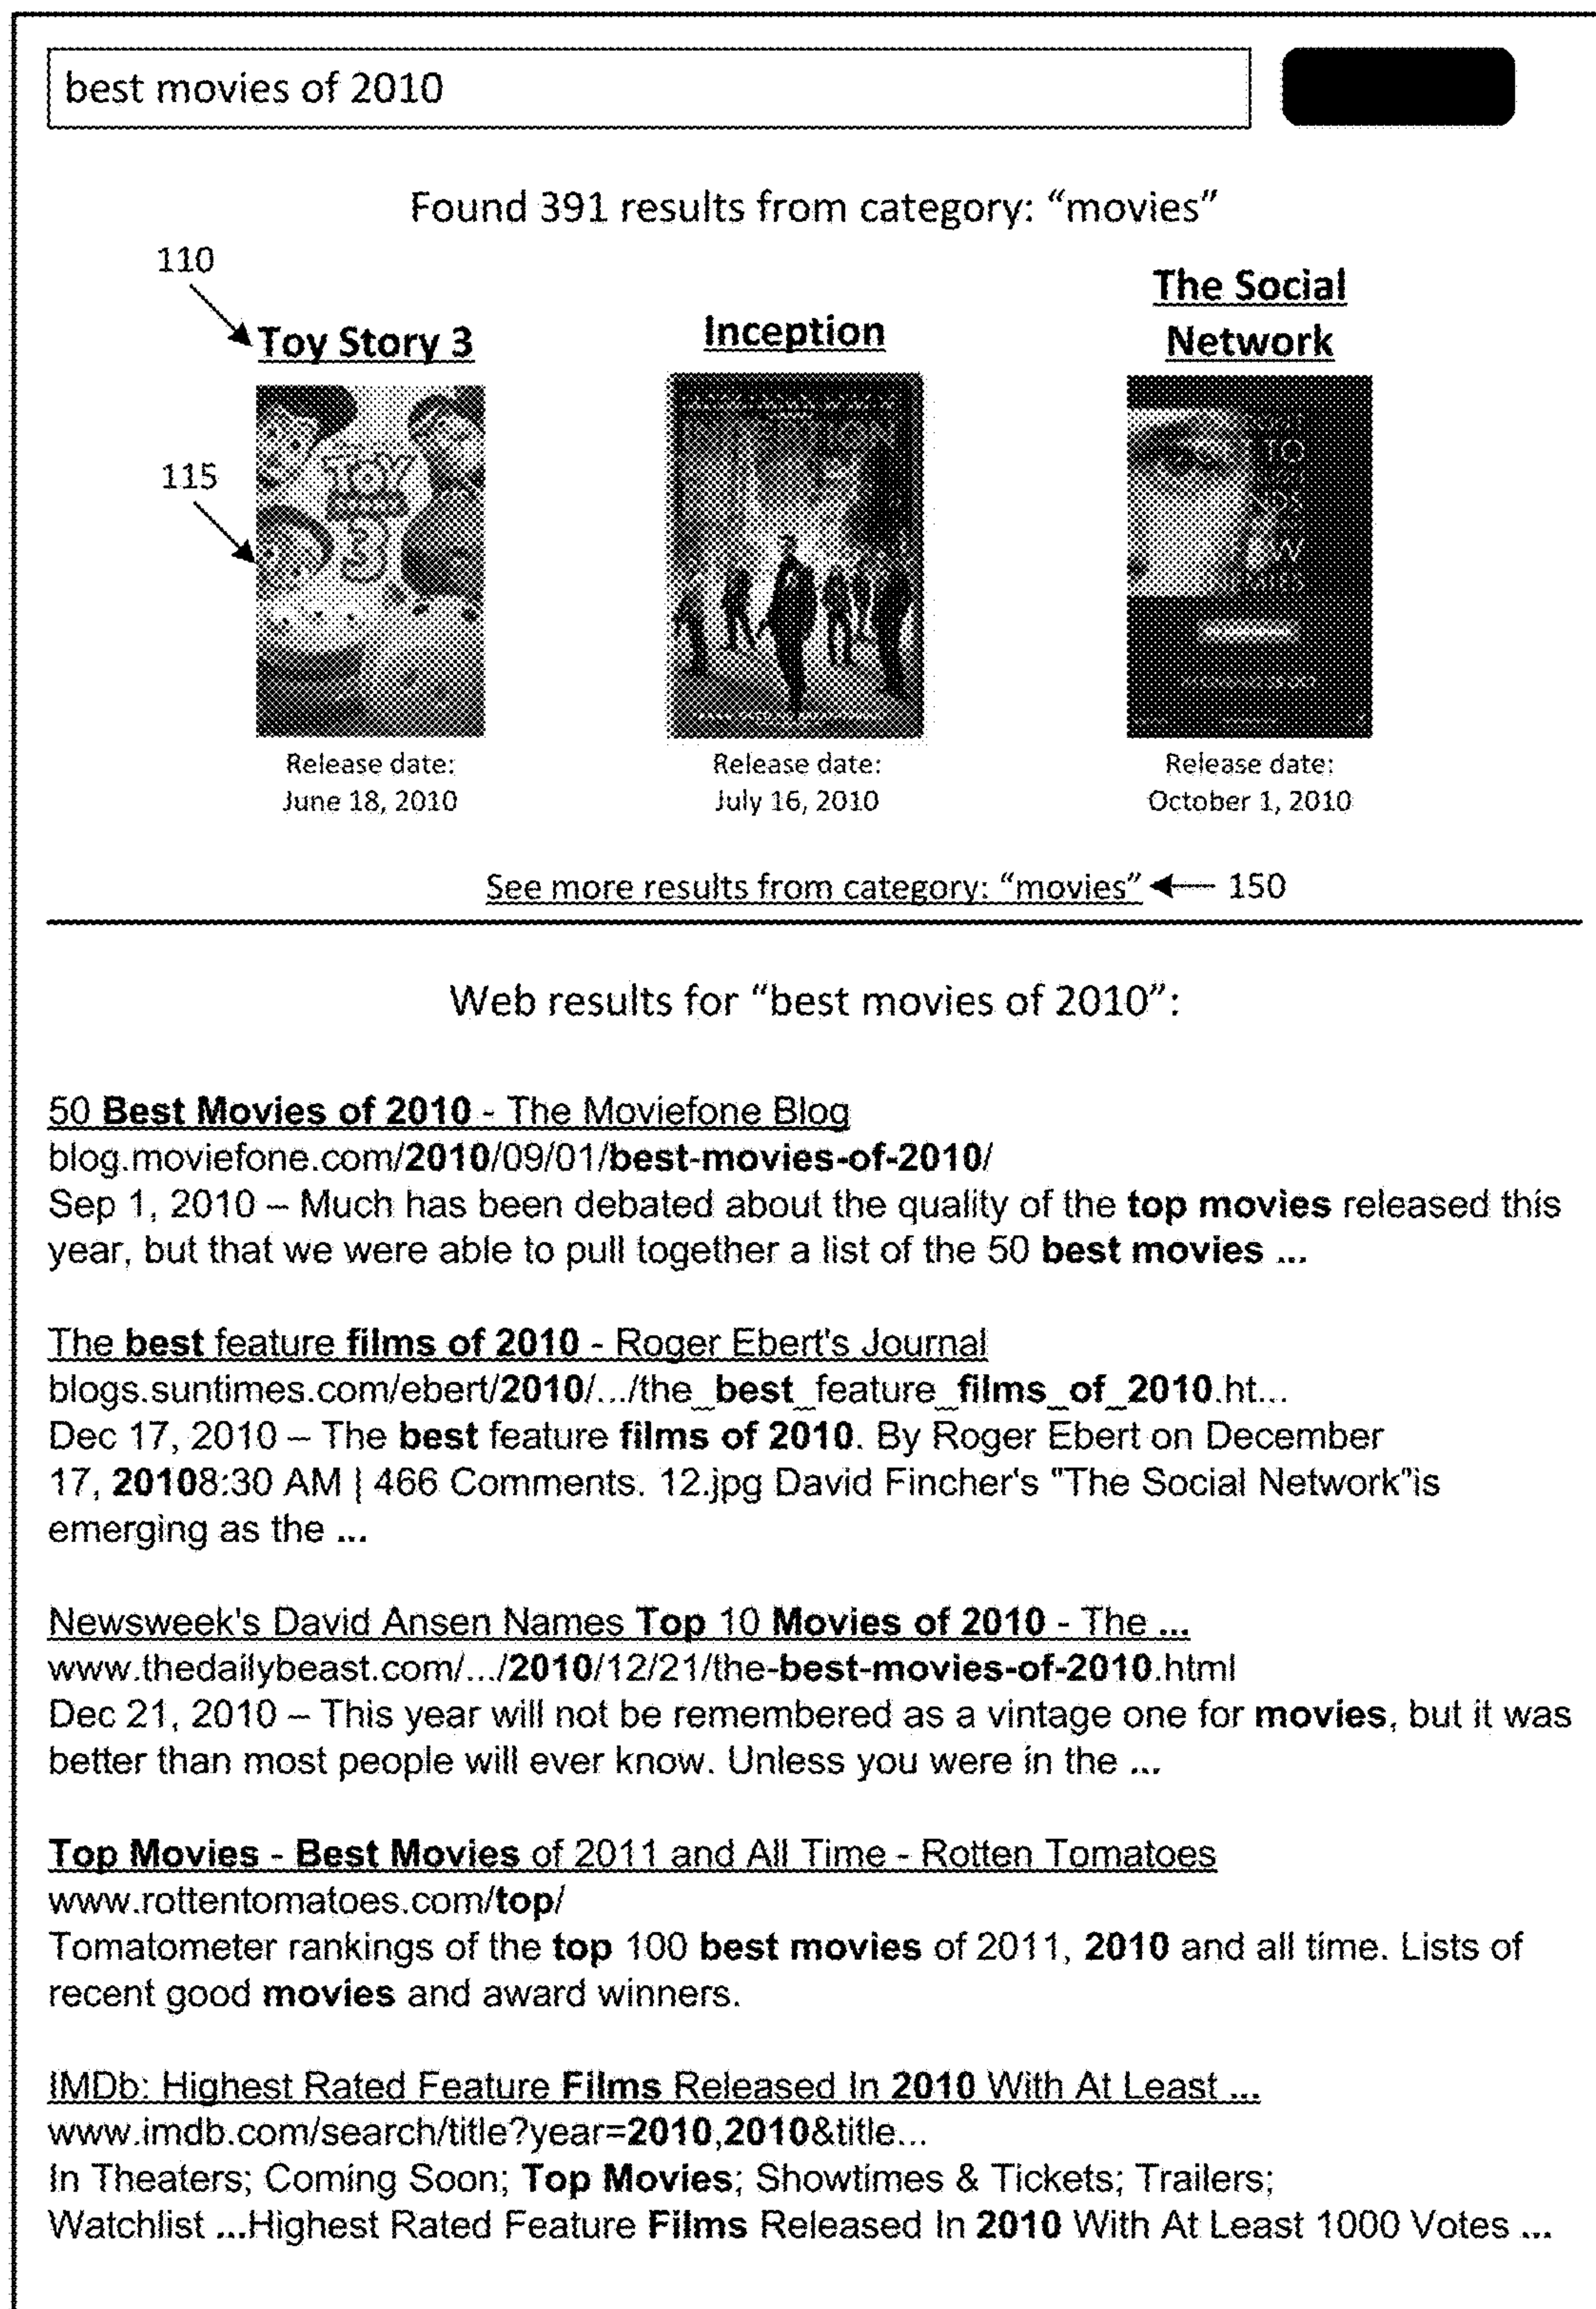 best movies of 2010
Found 391 results from category: “movies”
110
Toy Story 3
Inception
The Social
Network
115
TOY
3
Release date:
June 18, 2010
Release date:
July 16, 2010
Release date:
October 1, 2010
See more results from category: “movies” 150
Web results for “best movies of 2010”:
50 Best Movies of 2010 - The Moviefone Blog
blog.moviefone.com/2010/09/01/best-movies-of-2010/
Sep 1, 2010 – Much has been debated about the quality of the top movies released this
year, but that we were able to pull together a list of the 50 best movies ...
The best feature films of 2010 - Roger Ebert's Journal
blogs.suntimes.com/ebert/2010/.../the_best_feature_films_of_2010.ht...
Dec 17, 2010 – The best feature films of 2010. By Roger Ebert on December
17, 20108:30 AM | 466 Comments. 12.jpg David Fincher's "The Social Network"is
emerging as the ...
Newsweek's David Ansen Names Top 10 Movies of 2010 - The ...
www.thedailybeast.com/.../2010/12/21/the-best-movies-of-2010.html
Dec 21, 2010 – This year will not be remembered as a vintage one for movies, but it was
better than most people will ever know. Unless you were in the ...
Top Movies - Best Movies of 2011 and All Time - Rotten Tomatoes
www.rottentomatoes.com/top/
Tomatometer rankings of the top 100 best movies of 2011, 2010 and all time. Lists of
recent good movies and award winners.
IMDb: Highest Rated Feature Films Released In 2010 With At Least ...
www.imdb.com/search/title?year=2010,2010&title...
In Theaters; Coming Soon; Top Movies; Showtimes & Tickets; Trailers;
Watchlist ...Highest Rated Feature Films Released In 2010 With At Least 1000 Votes ...